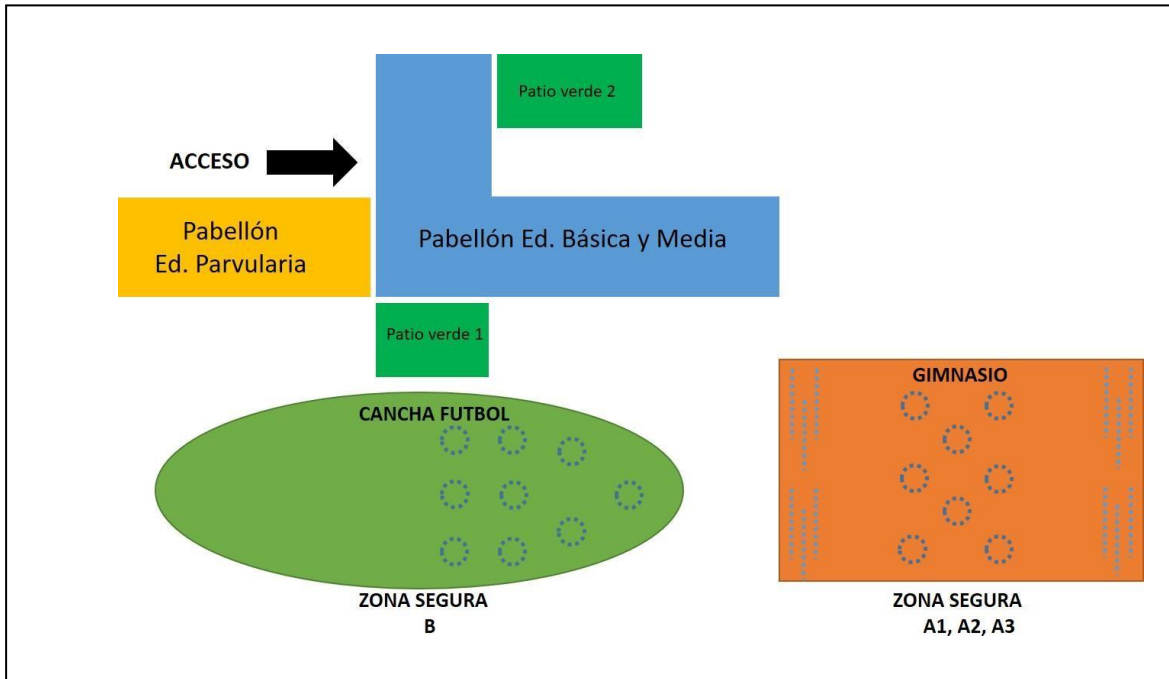 Patio verde 2
ACCESO
Pabellón
Ed. Parvularia
Pabellón Ed. Básica y Media
Patio verde 1
CANCHA FUTBOL
GIMNASIO
ZONA SEGURA
B
ZONA SEGURA
A1, A2, A3